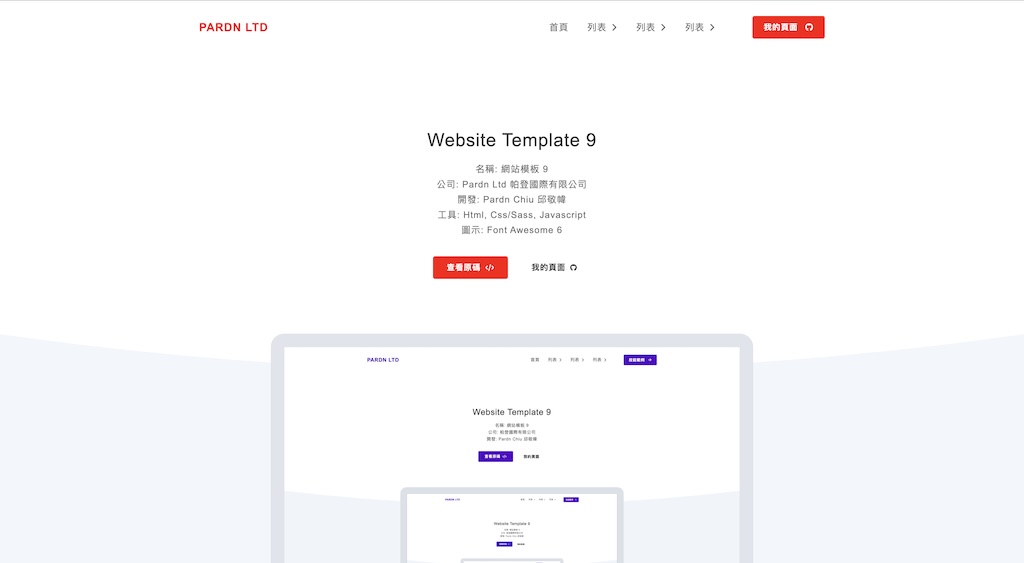 PARDN LTD
首頁
列表
列表
列表
我的頁面
Website Template 9
名稱: 網站模板 9
公司: Pardn Ltd 帕登國際有限公司
開發: Pardn Chiu 邱敬幃
工具: Html, Css/Sass, Javascript
圖示: Font Awesome 6
查看原碼
我的頁面
PARDN LTD
首頁
列表
列表
列表
Website Template 9
名稱: 網站模板 9
公司: 帕登國際有限公司
開發: Pardn Chiu 邱敬幃
查看原碼
我的頁面
PARDN LTD
Website Template 9